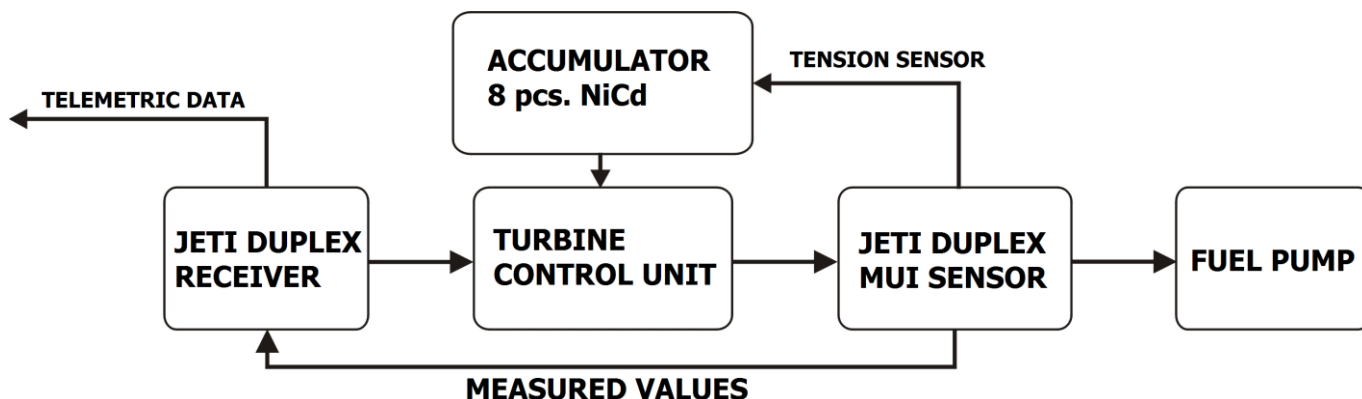 ACCUMULATOR
8 pcs. NiCd
TENSION SENSOR
TELEMETRIC DATA
JETI DUPLEX
RECEIVER
TURBINE
CONTROL UNIT
JETI DUPLEX
MUI SENSOR
FUEL PUMP
MEASURED VALUES